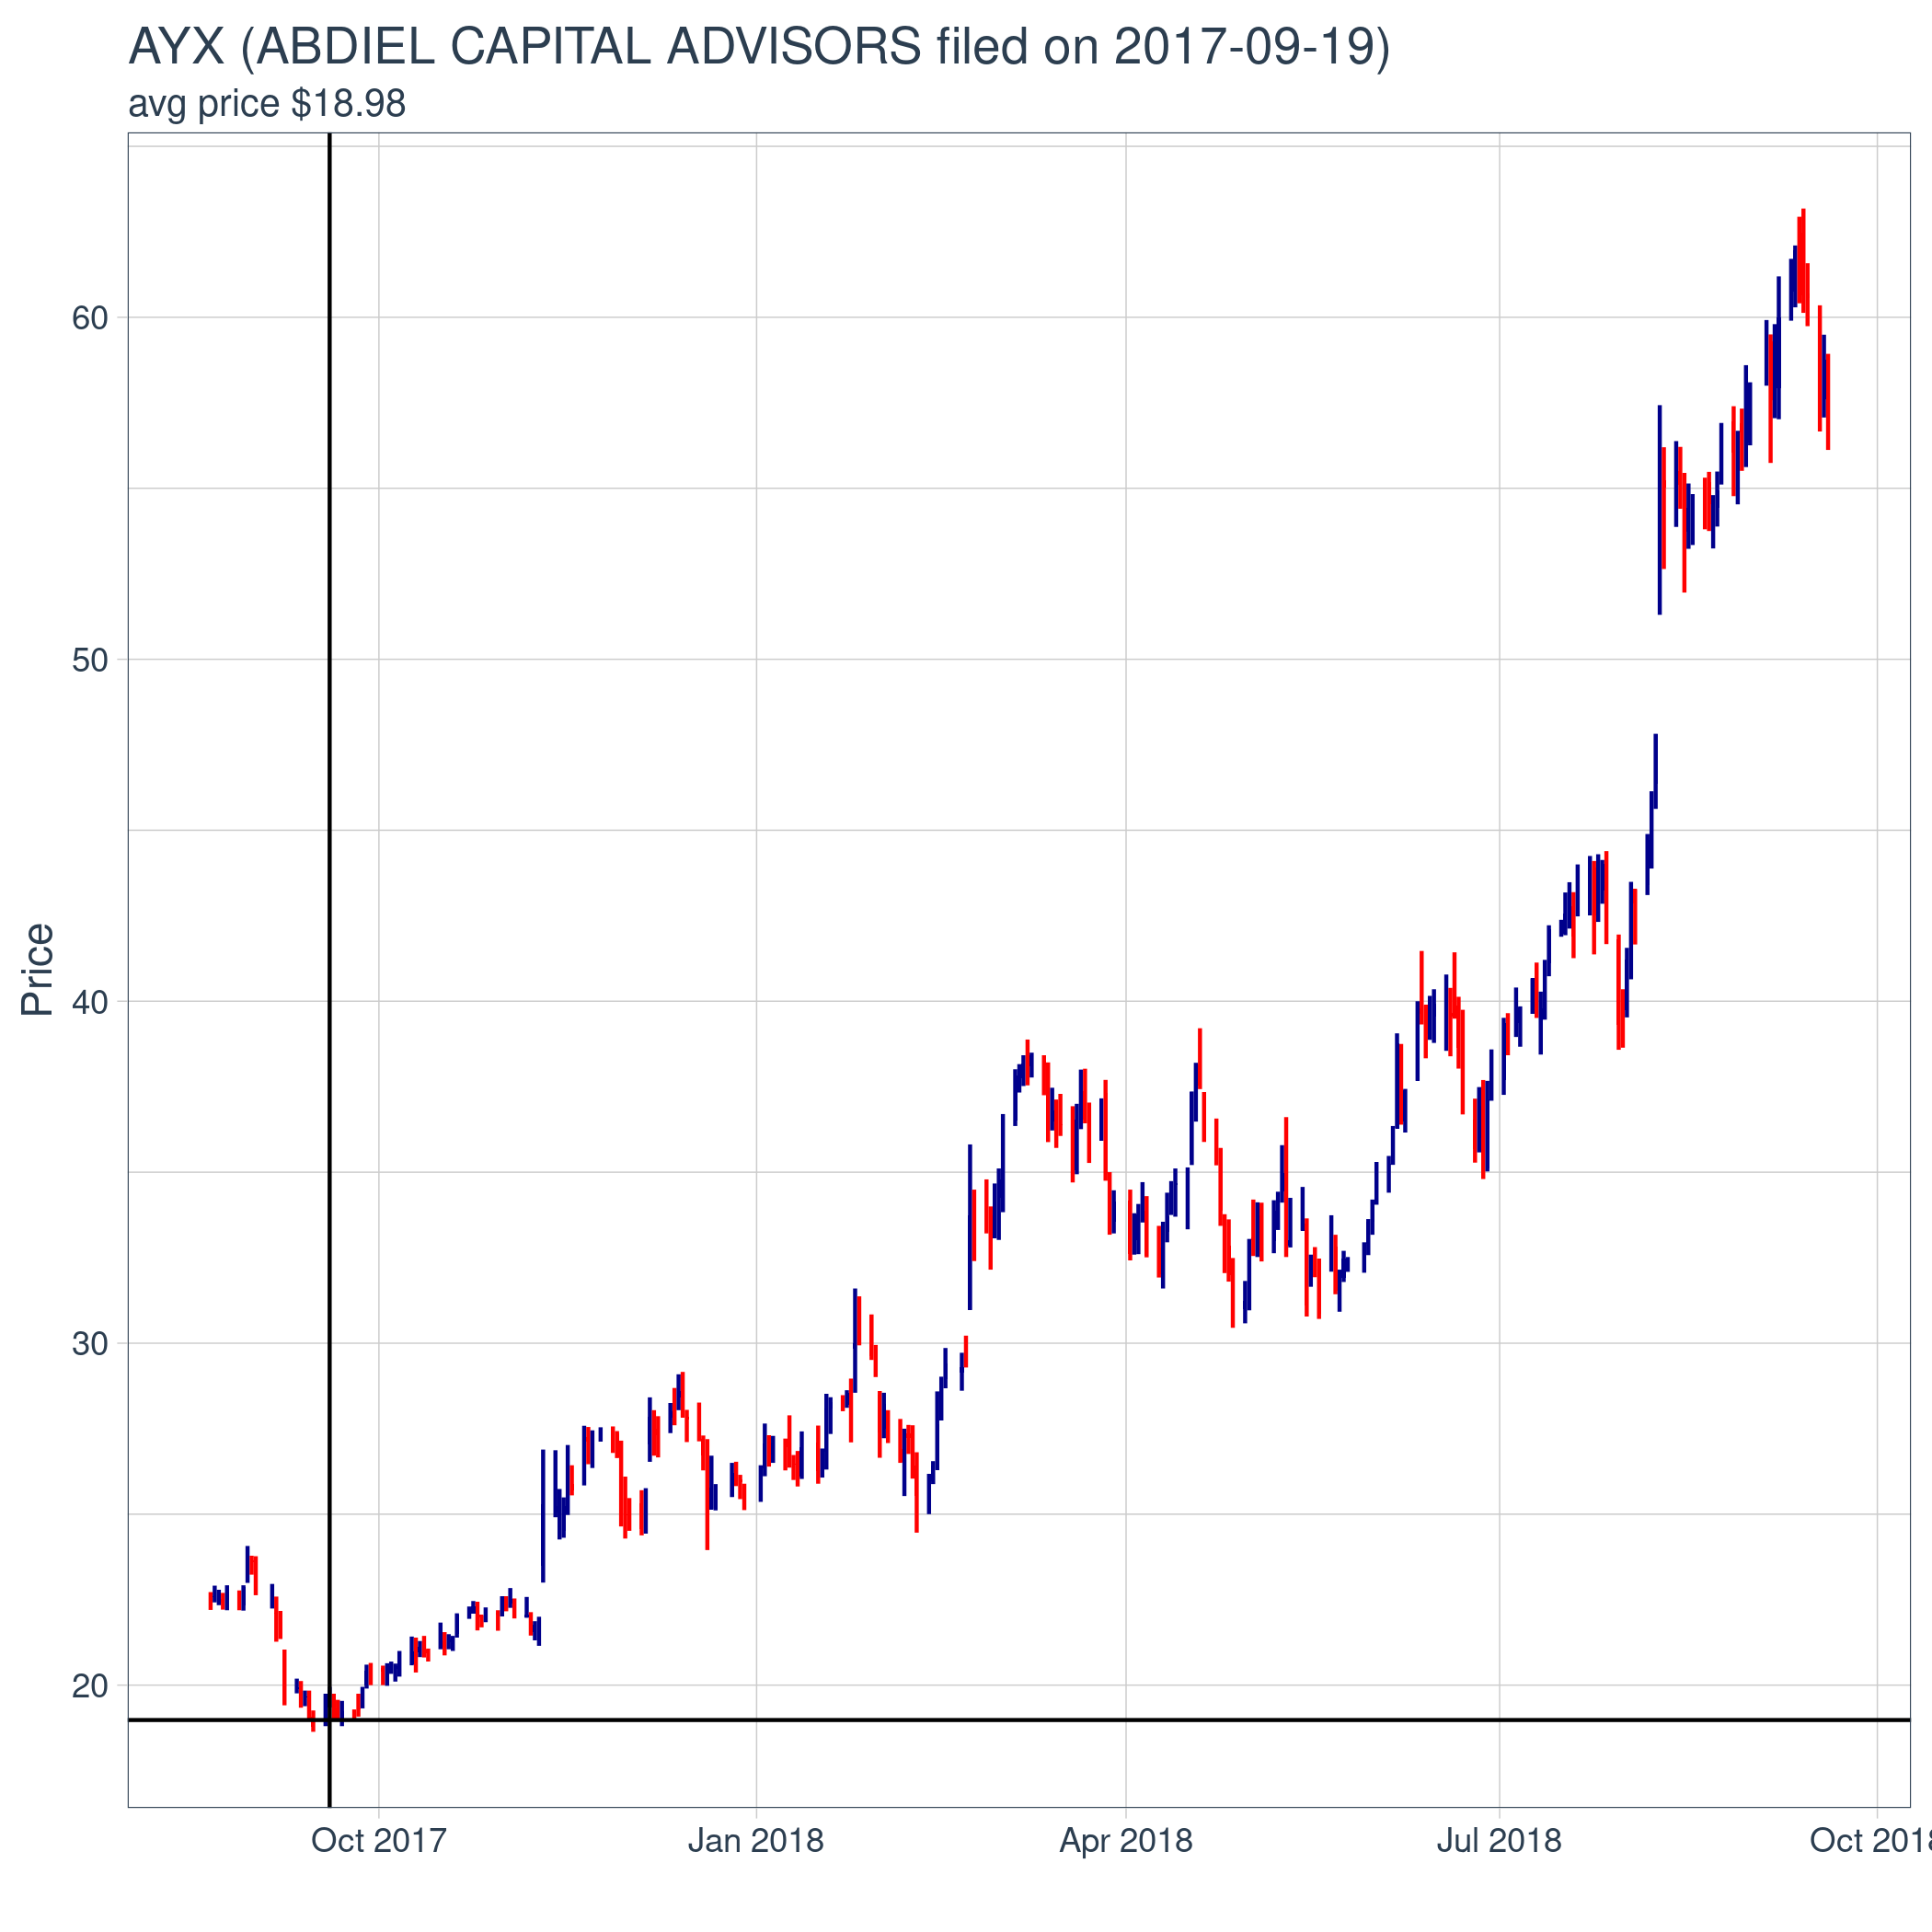 AYX (ABDIEL CAPITAL ADVISORS filed on 2017-09-19)
avg price $18.98
Price
60
50
40
30
20
Oct 2017
Jan 2018
Apr 2018
Jul 2018
Oct 2018